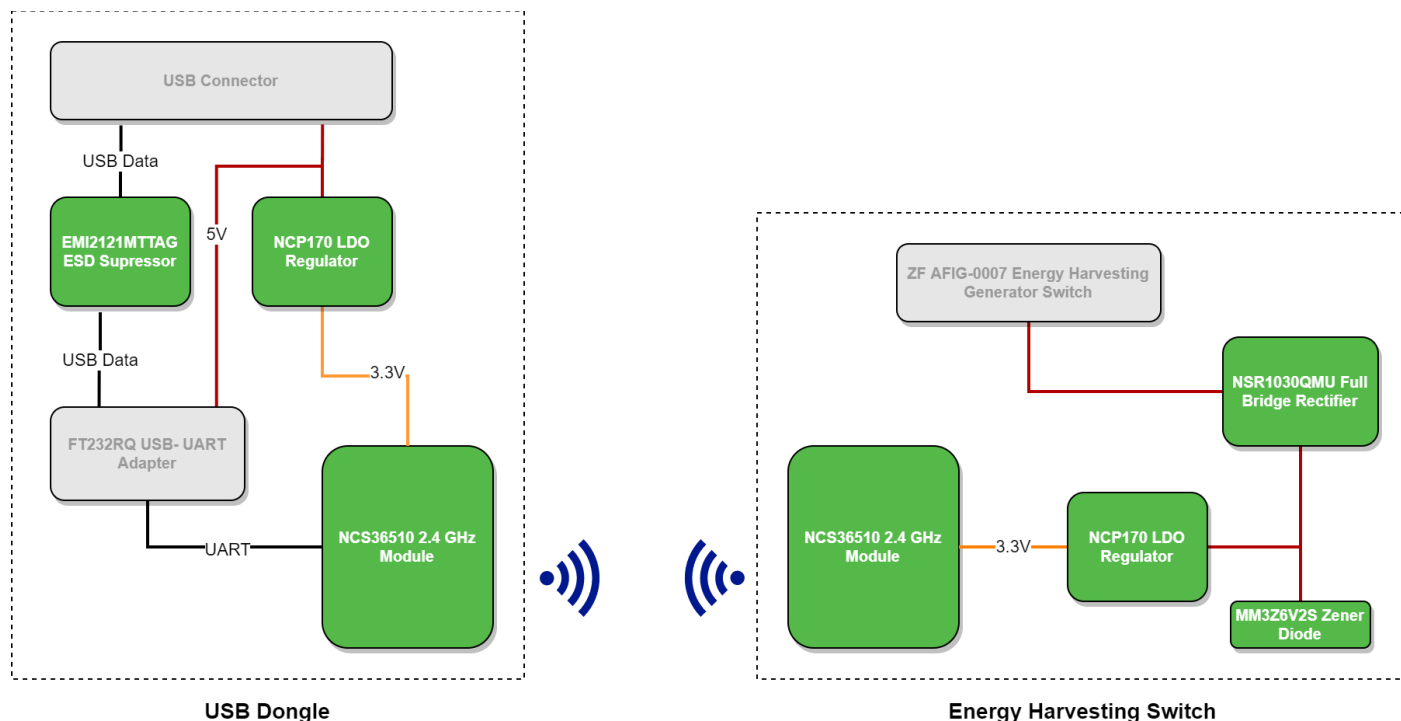 USB Connector
USB Data
EMI2121MTTAG
ESD Supressor
5V
NCP170 LDO
Regulator
USB Data
3.3V
FT232RQ USB- UART
Adapter
UART
NCS36510 2.4 GHz
Module
USB Dongle
ZF AFIG-0007 Energy Harvesting
Generator Switch
NSR1030QMU Full
Bridge Rectifier
NCS36510 2.4 GHz
Module
3.3V
NCP170 LDO
Regulator
MM3Z6V2S Zener
Diode
Energy Harvesting Switch